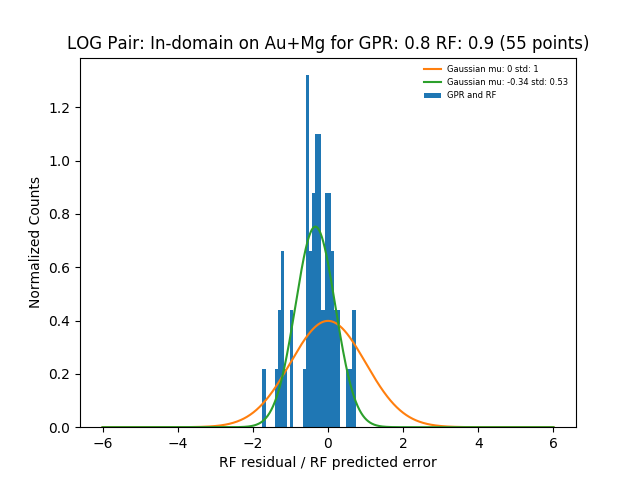 LOG Pair: In-domain on Au+Mg for GPR: 0.8 RF: 0.9 (55 points)
Gaussian mu: 0 std: 1
Gaussian mu: -0.34 std: 0.53
GPR and RF
Normalized Counts
1.2
1.0
0.8
0.6
0.4
0.2
0.0
−6 −4 −2 0 2 4 6
RF residual / RF predicted error